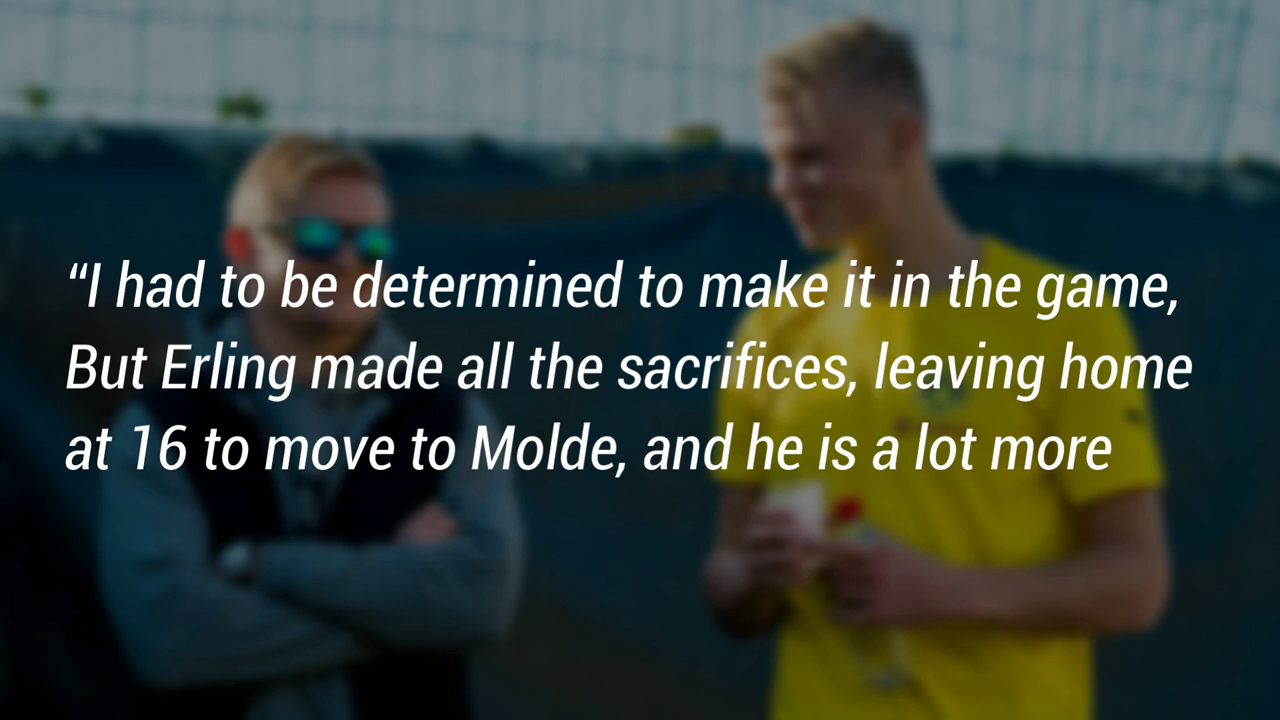 “I had to be determined to make it in the game,
But Erling made all the sacrifices, leaving home
at 16 to move to Molde, and he is a lot more